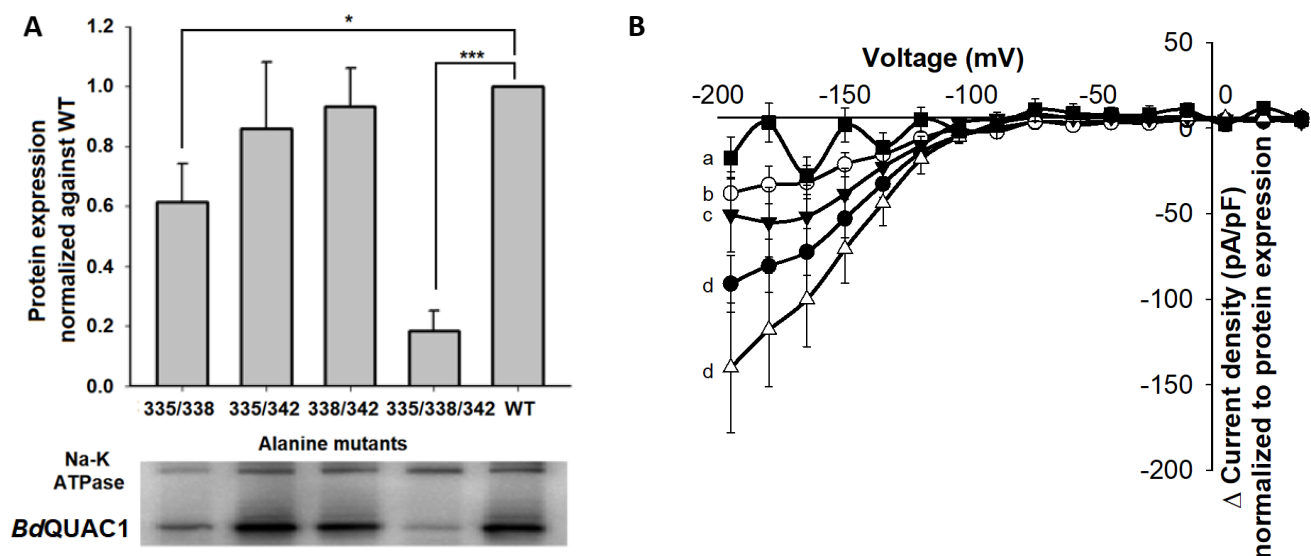 A
Protein expression
normalized against WT
1.2
1.0
0.8
0.6
0.4
0.2
0.0
*
***
335/338 335/342 338/342 335/338/342 WT
Alanine mutants
Na-K
ATPase
BdQUAC1
B
Voltage (mV)
-200 -150 -100 -50 0
50
0
-50
-100
-150
-200
a
b
c
d
d
Δ Current density (pA/pF)
normalized to protein expression